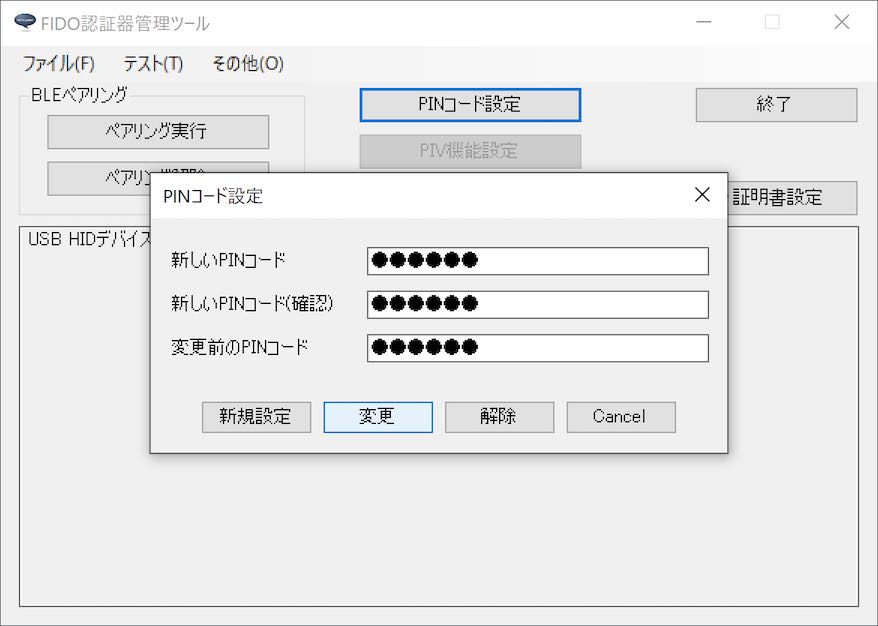 FIDO認証器管理ツール
ファイル(F) テスト(T) その他(O)
BLEペアリング
PINコード設定
終了
ペアリング実行
PIV機能設定
ペアリン
証明書設定
USB HIDデバイス
PINコード設定
新しいPINコード
●●●●●●
新しいPINコード(確認)
●●●●●●
変更前のPINコード
●●●●●●
新規設定 変更 解除 Cancel